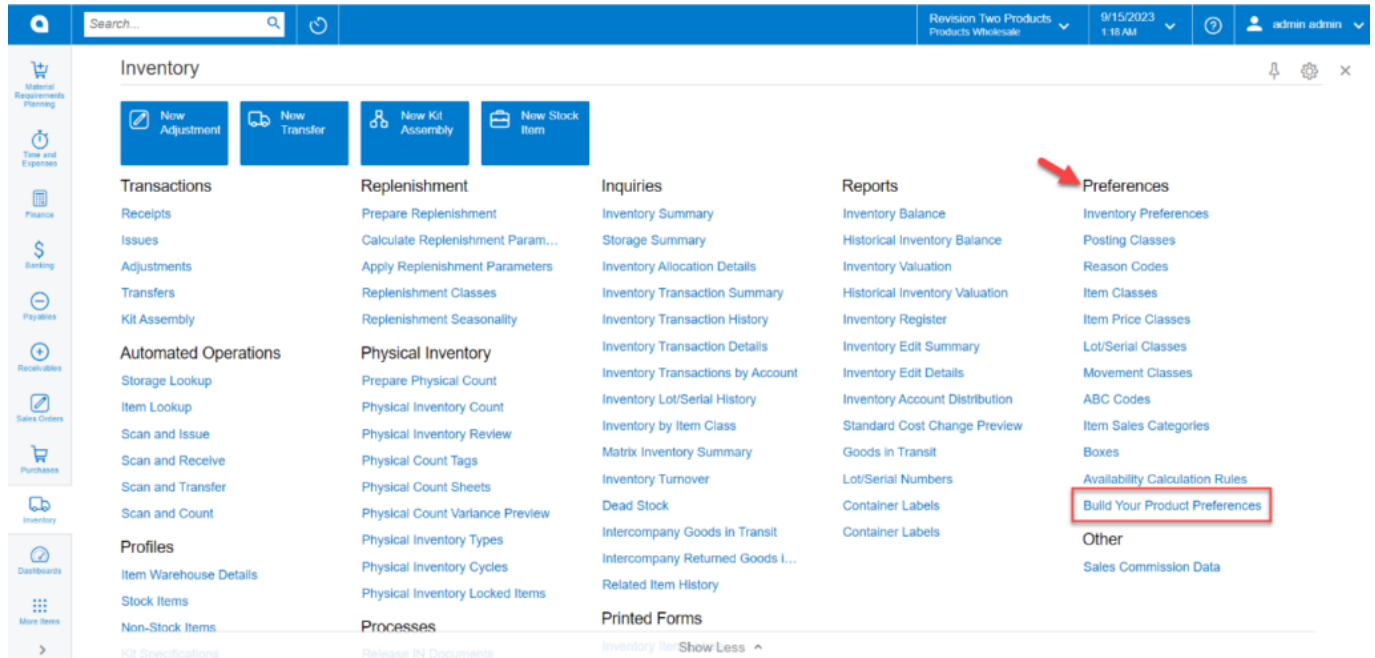 Search...
Revision Two Products
Products Wholesale
9/15/2023
1:18 AM
admin admin
Material
Requirements
Planning
Time and
Expenses
Finance
Banking
Payables
Receivables
Sales Orders
Purchases
Inventory
Dashboards
More Items
Inventory
New
Adjustment
New
Transfer
New Kit
Assembly
New Stock
Item
Transactions
Receipts
Issues
Adjustments
Transfers
Kit Assembly
Automated Operations
Storage Lookup
Item Lookup
Scan and Issue
Scan and Receive
Scan and Transfer
Scan and Count
Profiles
Item Warehouse Details
Stock Items
Non-Stock Items
Kit Specifications
Replenishment
Prepare Replenishment
Calculate Replenishment Param...
Apply Replenishment Parameters
Replenishment Classes
Replenishment Seasonality
Physical Inventory
Prepare Physical Count
Physical Inventory Count
Physical Inventory Review
Physical Count Tags
Physical Count Sheets
Physical Count Variance Preview
Physical Inventory Types
Physical Inventory Cycles
Physical Inventory Locked Items
Processes
Release IN Documents
Inquiries
Inventory Summary
Storage Summary
Inventory Allocation Details
Inventory Transaction Summary
Inventory Transaction History
Inventory Transaction Details
Inventory Transactions by Account
Inventory Lot/Serial History
Inventory by Item Class
Matrix Inventory Summary
Inventory Turnover
Dead Stock
Intercompany Goods in Transit
Intercompany Returned Goods i...
Related Item History
Printed Forms
Inventory
Reports
Inventory Balance
Historical Inventory Balance
Inventory Valuation
Historical Inventory Valuation
Inventory Register
Inventory Edit Summary
Inventory Edit Details
Inventory Account Distribution
Standard Cost Change Preview
Goods in Transit
Lot/Serial Numbers
Container Labels
Container Labels
Preferences
Inventory Preferences
Posting Classes
Reason Codes
Item Classes
Item Price Classes
Lot/Serial Classes
Movement Classes
ABC Codes
Item Sales Categories
Boxes
Availability Calculation Rules
Build Your Product Preferences
Other
Sales Commission Data
Show Less